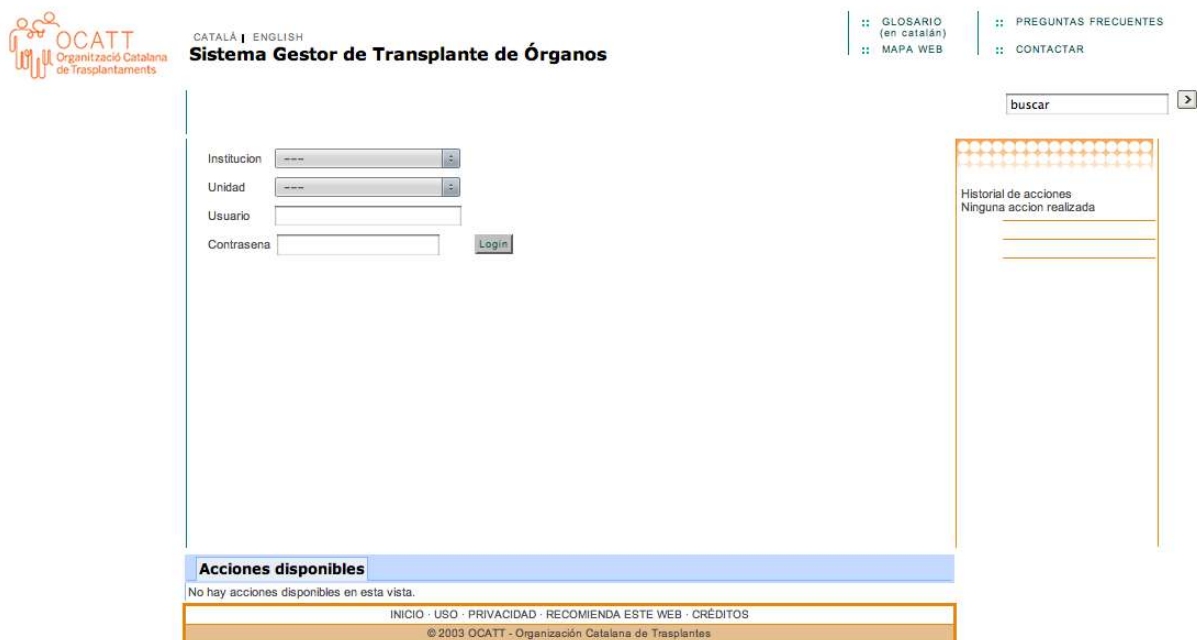 OCATT
Organització Catalana
de Trasplantaments
CATALÀ | ENGLISH
Sistema Gestor de Transplante de Órganos
:: GLOSARIO
(en catalán)
:: MAPA WEB
:: PREGUNTAS FRECUENTES
:: CONTACTAR
buscar
>
Institucion ---
Unidad ---
Usuario
Contrasena Login
Historial de acciones
Ninguna accion realizada
Acciones disponibles
No hay acciones disponibles en esta vista.
INICIO · USO · PRIVACIDAD · RECOMIENDA ESTE WEB · CRÉDITOS
© 2003 OCATT - Organización Catalana de Trasplantes